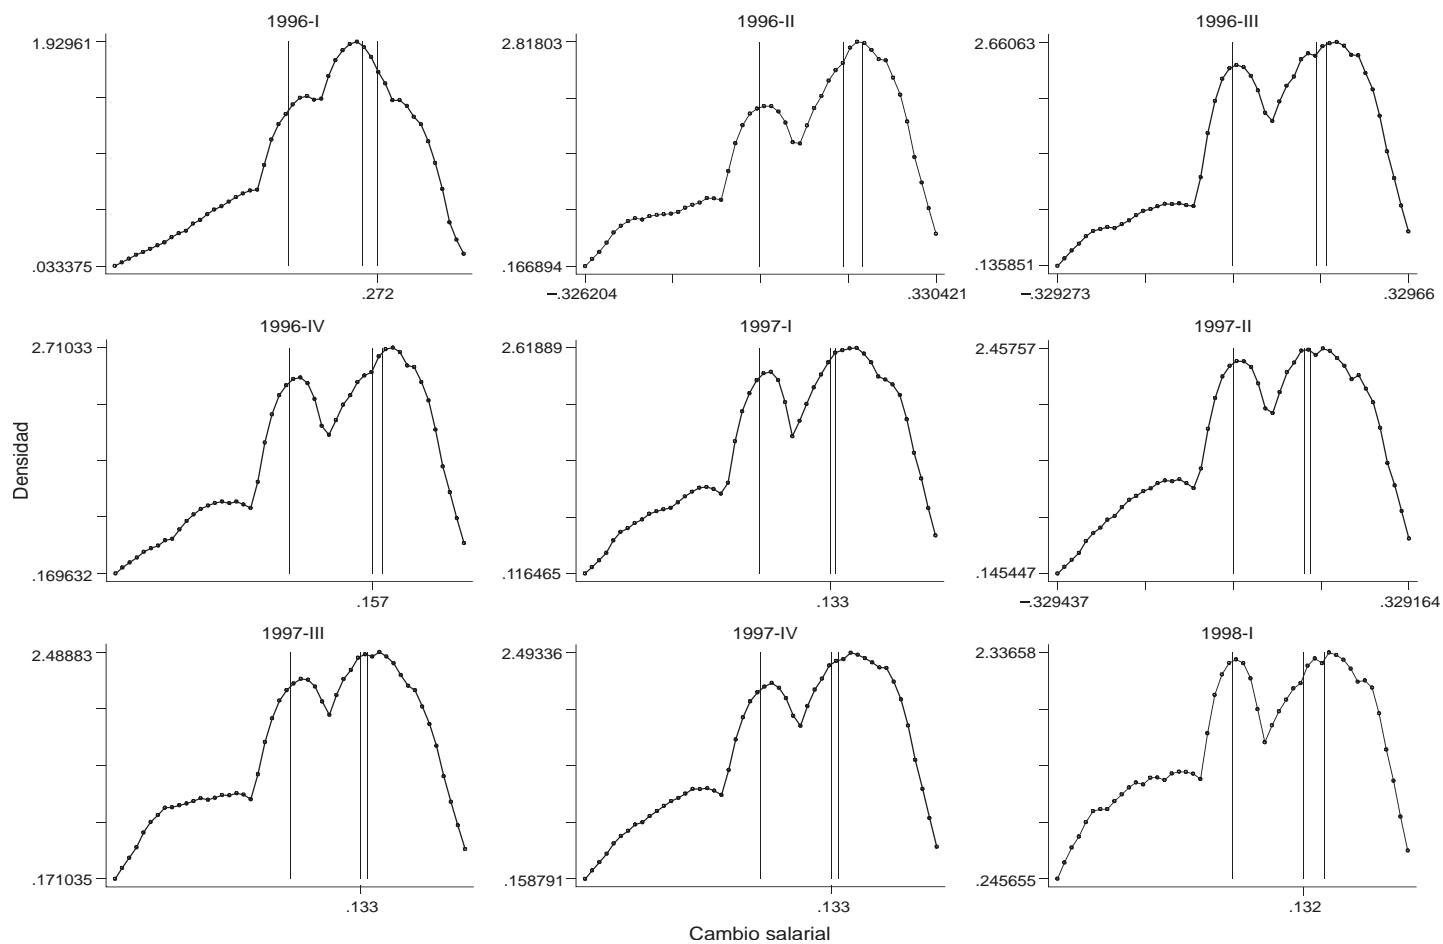 1996-I
1996-II
1996-III
1.92961
2.81803
2.66063
.033375
.166894
.135851
.272
−.326204
.330421
−.329273
.32966
1996-IV
1997-I
1997-II
2.71033
2.61889
2.45757
Densidad
.169632
.116465
.145447
.157
.133
−.329437
.329164
1997-III
1997-IV
1998-I
2.48883
2.49336
2.33658
.171035
.158791
.245655
.133
.133
.132
Cambio salarial